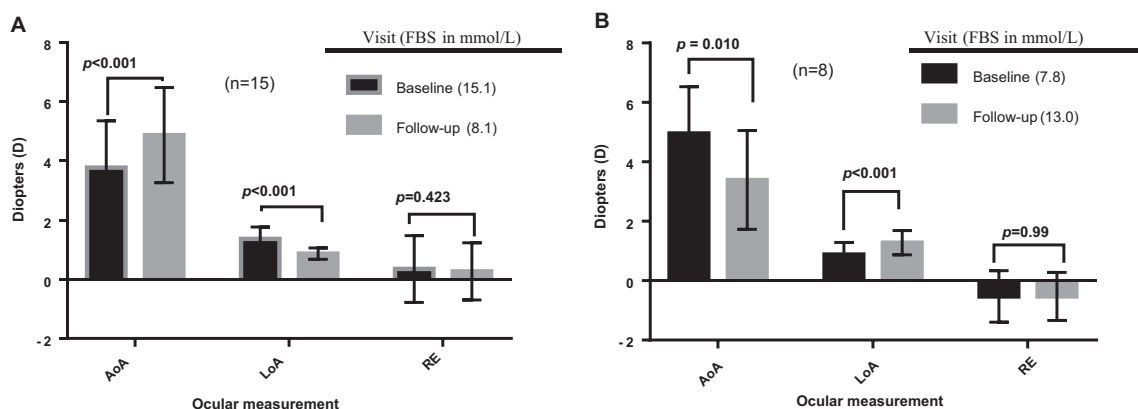 A
Visit (FBS in mmol/L)
p<0.001
(n=15)
Baseline (15.1)
Follow-up (8.1)
p<0.001
p=0.423
Diopters (D)
8
6
4
2
0
-2
AoA
LoA
RE
Ocular measurement
B
Visit (FBS in mmol/L)
p = 0.010
(n=8)
Baseline (7.8)
Follow-up (13.0)
p<0.001
p=0.99
Diopters (D)
8
6
4
2
0
-2
AoA
LoA
RE
Ocular measurement